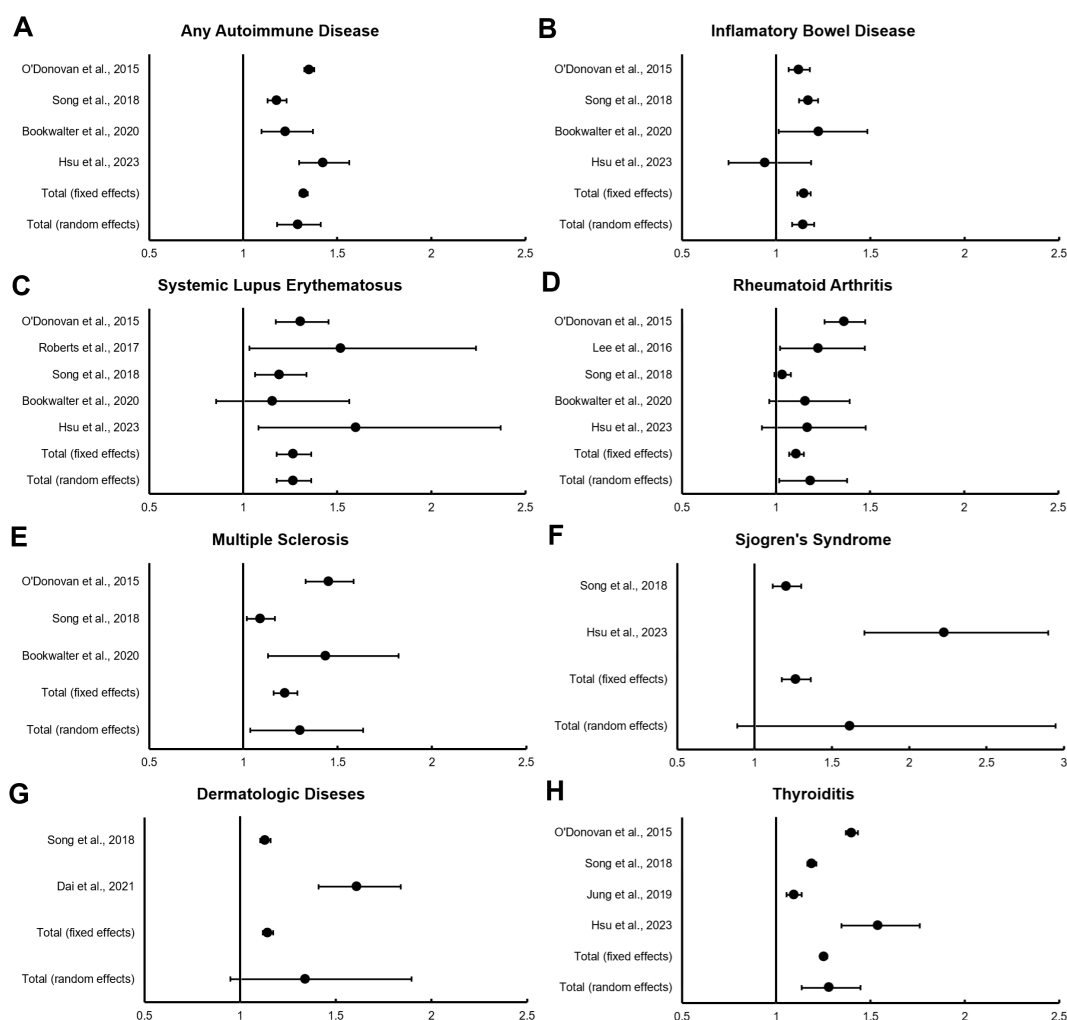 A
Any Autoimmune Disease
O'Donovan et al., 2015
Song et al., 2018
Bookwalter et al., 2020
Hsu et al., 2023
Total (fixed effects)
Total (random effects)
0.5 1 1.5 2 2.5
B
Inflamatory Bowel Disease
O'Donovan et al., 2015
Song et al., 2018
Bookwalter et al., 2020
Hsu et al., 2023
Total (fixed effects)
Total (random effects)
0.5 1 1.5 2 2.5
C
Systemic Lupus Erythematosus
O'Donovan et al., 2015
Roberts et al., 2017
Song et al., 2018
Bookwalter et al., 2020
Hsu et al., 2023
Total (fixed effects)
Total (random effects)
0.5 1 1.5 2 2.5
D
Rheumatoid Arthritis
O'Donovan et al., 2015
Lee et al., 2016
Song et al., 2018
Bookwalter et al., 2020
Hsu et al., 2023
Total (fixed effects)
Total (random effects)
0.5 1 1.5 2 2.5
E
Multiple Sclerosis
O'Donovan et al., 2015
Song et al., 2018
Bookwalter et al., 2020
Total (fixed effects)
Total (random effects)
0.5 1 1.5 2 2.5
F
Sjogren's Syndrome
Song et al., 2018
Hsu et al., 2023
Total (fixed effects)
Total (random effects)
0.5 1 1.5 2 2.5 3
G
Dermatologic Diseses
Song et al., 2018
Dai et al., 2021
Total (fixed effects)
Total (random effects)
0.5 1 1.5 2 2.5
H
Thyroiditis
O'Donovan et al., 2015
Song et al., 2018
Jung et al., 2019
Hsu et al., 2023
Total (fixed effects)
Total (random effects)
0.5 1 1.5 2 2.5